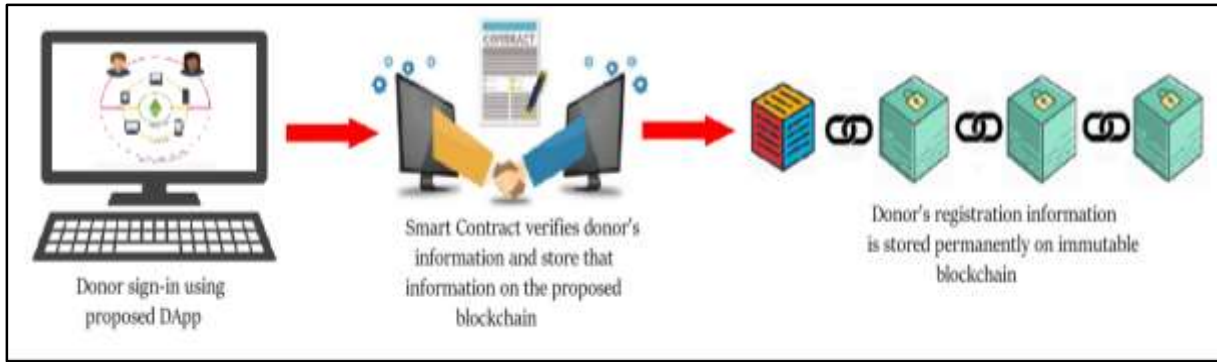 CONTRACT
Donor sign-in using
proposed DApp
Smart Contract verifies donor's
information and store that
information on the proposed
blockchain
Donor's registration information
is stored permanently on immutable
blockchain